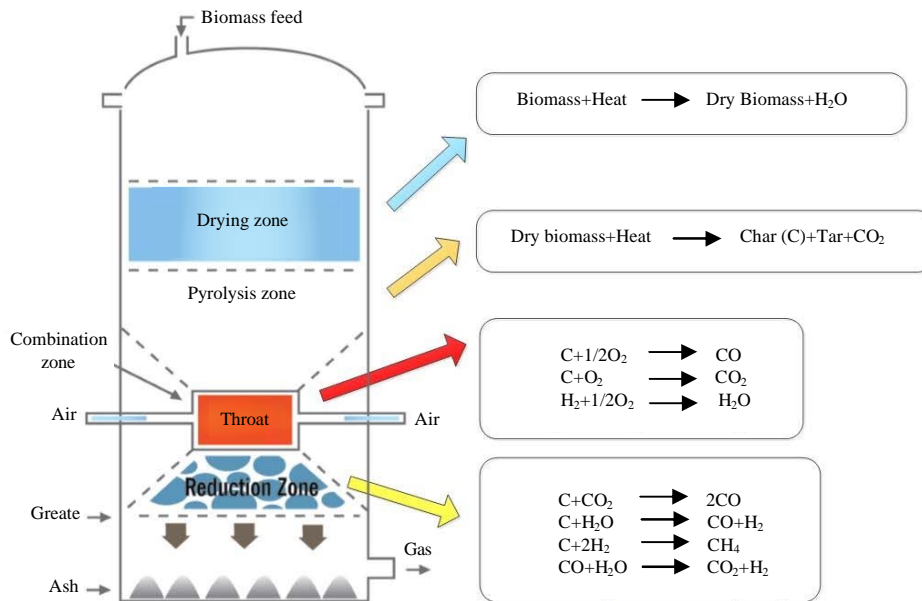 Biomass feed
Biomass+Heat → Dry Biomass+H₂O
Drying zone
Dry biomass+Heat → Char (C)+Tar+CO₂
Pyrolysis zone
Combination
zone
C+1/2O₂ → CO
C+O₂ → CO₂
H₂+1/2O₂ → H₂O
Air
Throat
Air
Reduction Zone
C+CO₂ → 2CO
C+H₂O → CO+H₂
C+2H₂ → CH₄
CO+H₂O → CO₂+H₂
Greate
Gas
Ash